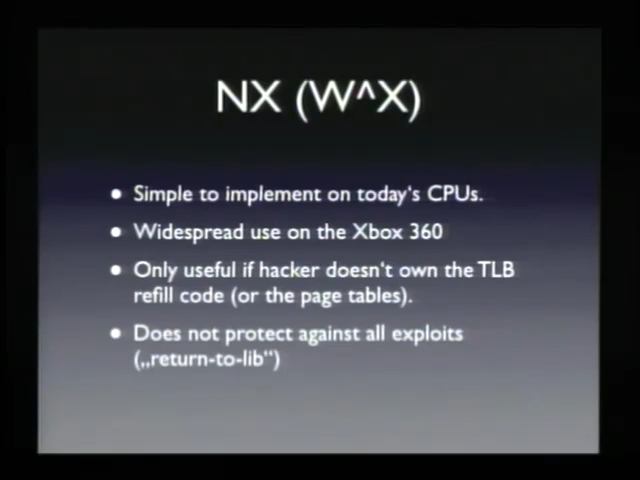 NX (W^X)
• Simple to implement on today's CPUs.
• Widespread use on the Xbox 360
• Only useful if hacker doesn't own the TLB
refill code (or the page tables).
• Does not protect against all exploits
(„return-to-lib“)